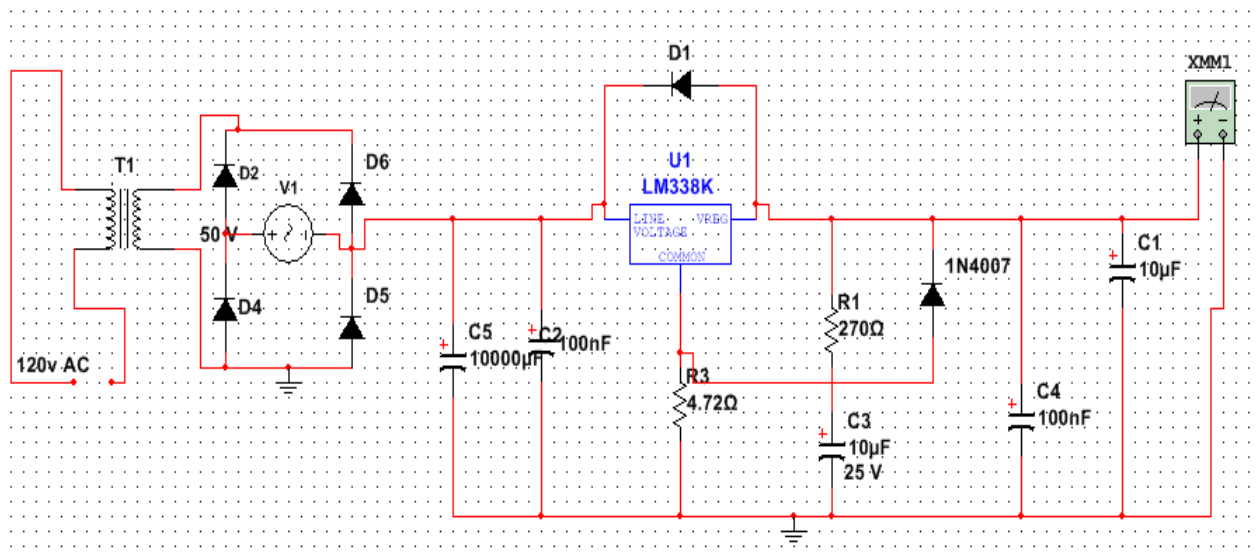 D1
XMM1
T1
D2
D6
V1
U1
LM338K
50 V
LINE
VREG
VOLTAGE
COMMON
C1
10µF
1N4007
D4
D5
R1
270Ω
C5
10000µF
C2
100nF
120v AC
R3
4.72Ω
C4
100nF
C3
10µF
25 V